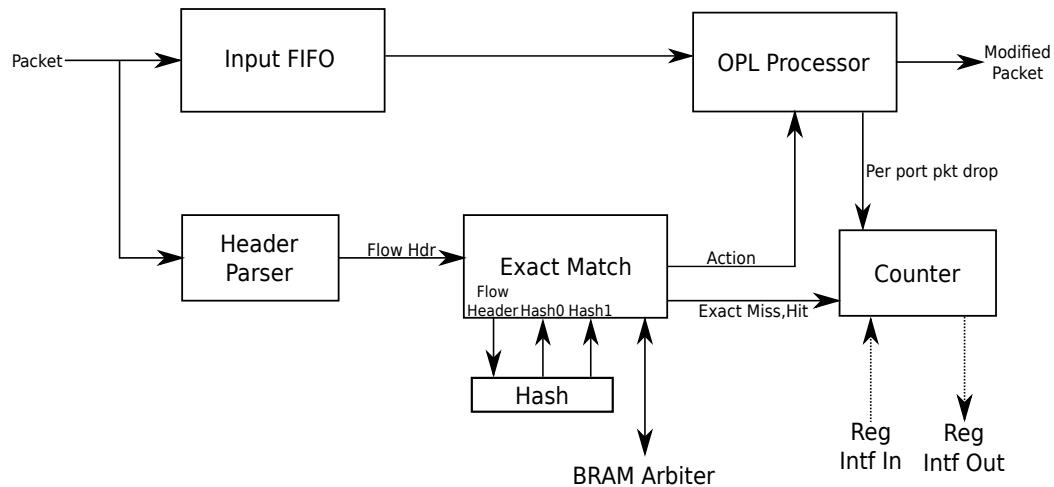 Packet
Input FIFO
OPL Processor
Modified
Packet
Per port pkt drop
Header
Parser
Flow Hdr
Exact Match
Flow
Header Hash0 Hash1
Action
Exact Miss,Hit
Counter
Hash
BRAM Arbiter
Reg
Intf In
Reg
Intf Out